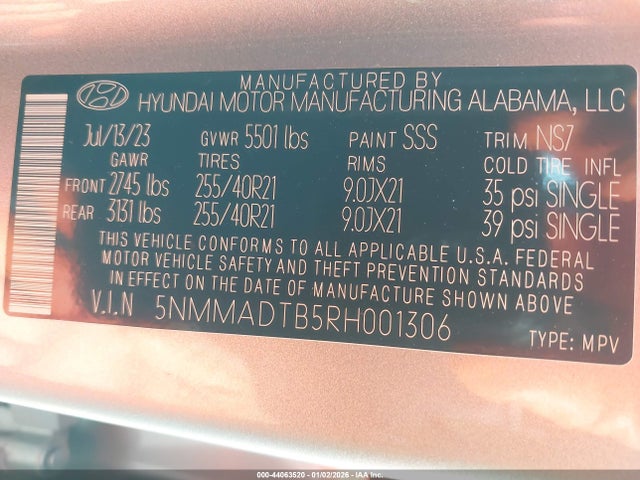 MANUFACTURED BY
HYUNDAI MOTOR MANUFACTURING ALABAMA, LLC
Jul/13/23 GVWR 5501 lbs PAINT SSS TRIM NS7
GAWR TIRES RIMS COLD TIRE INFL
FRONT 2745 lbs 255/40R21 9.0JX21 35 psi SINGLE
REAR 3131 lbs 255/40R21 9.0JX21 39 psi SINGLE
THIS VEHICLE CONFORMS TO ALL APPLICABLE U.S.A. FEDERAL
MOTOR VEHICLE SAFETY AND THEFT PREVENTION STANDARDS
IN EFFECT ON THE DATE OF MANUFACTURE SHOWN ABOVE
V.I.N 5NMMADTB5RH001306
TYPE: MPV
000-44063520 - 01/02/2026 - IAA Inc.